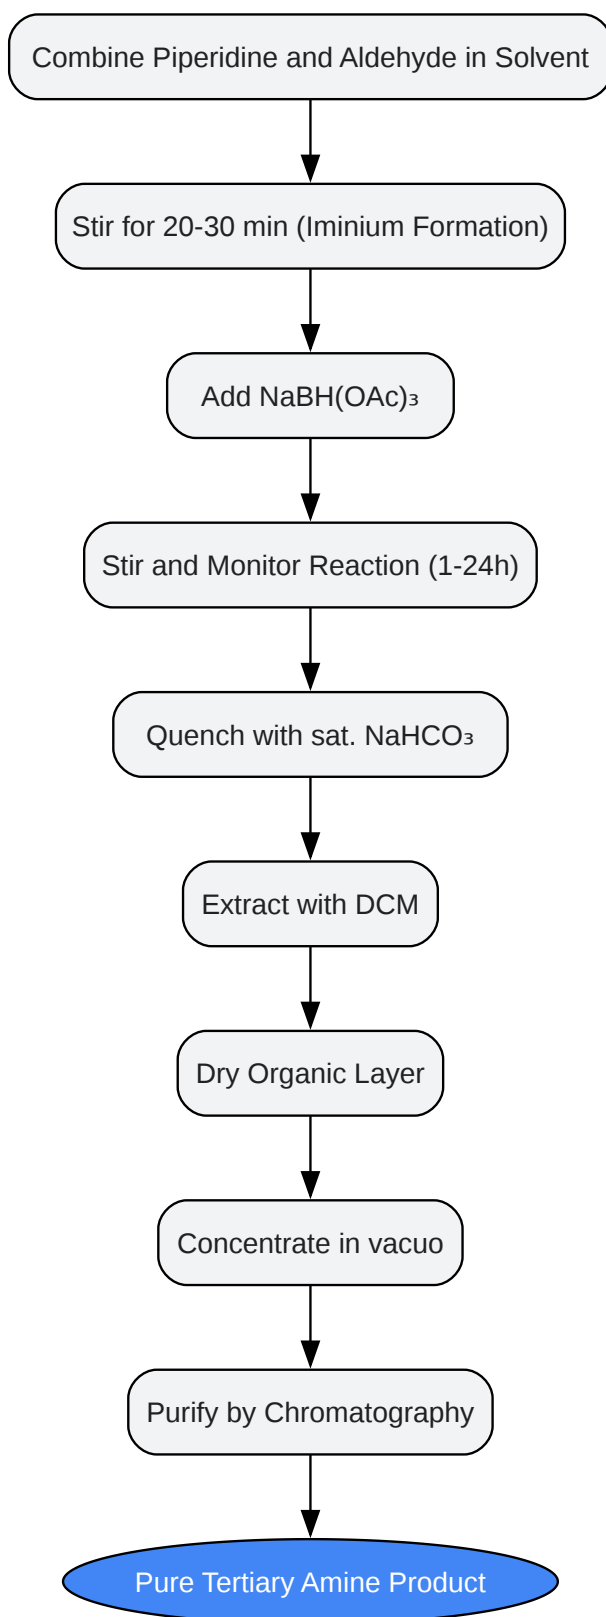 Combine Piperidine and Aldehyde in Solvent
Stir for 20-30 min (Iminium Formation)
Add NaBH(OAc)₃
Stir and Monitor Reaction (1-24h)
Quench with sat. NaHCO₃
Extract with DCM
Dry Organic Layer
Concentrate in vacuo
Purify by Chromatography
Pure Tertiary Amine Product